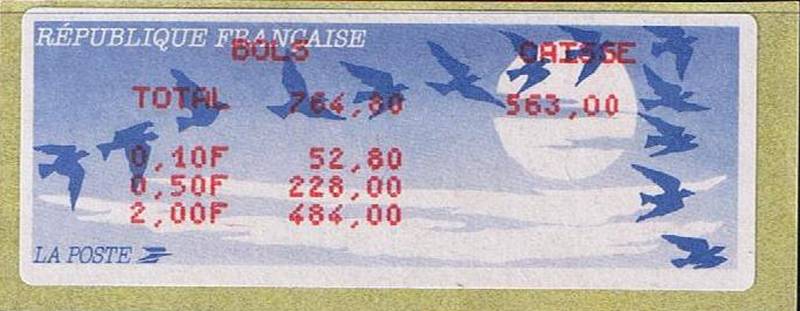 RÉPUBLIQUE FRANÇAISE
BOLS CAISSE
TOTAL 764,80 563,00
0,10F 52,80
0,50F 228,00
2,00F 484,00
LA POSTE